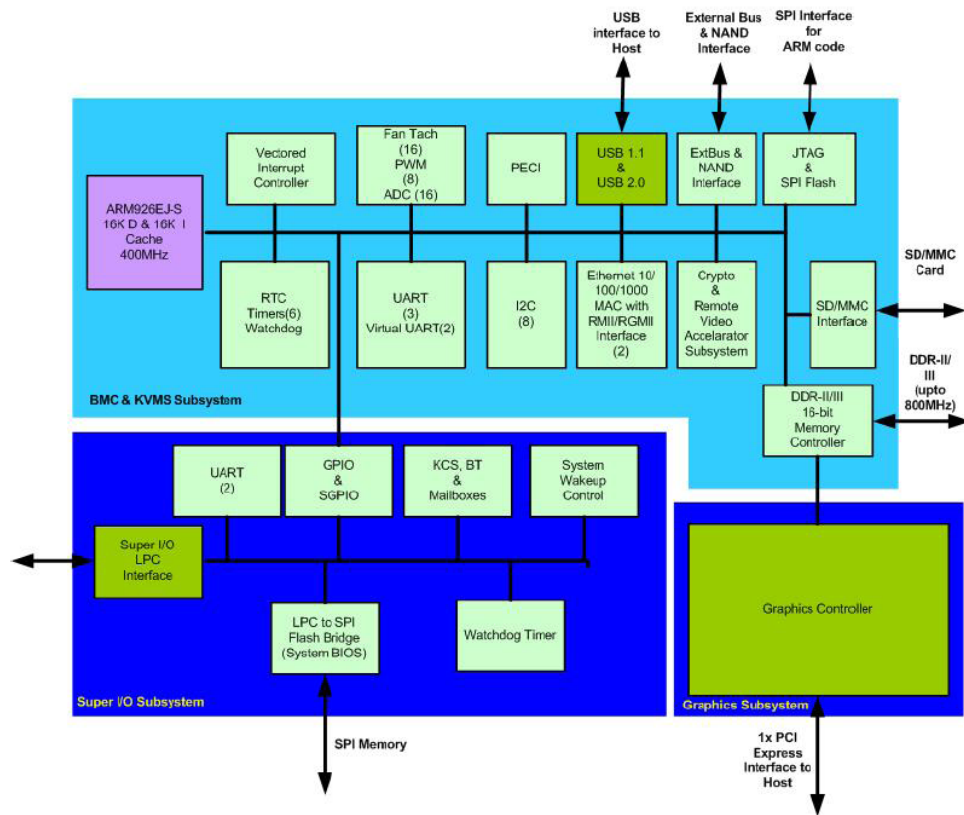 USB
interface to
Host
External Bus
& NAND
Interface
SPI Interface
for
ARM code
Vectored
Interrupt
Controller
Fan Tach
(16)
PWM
(8)
ADC (16)
PECI
USB 1.1
&
USB 2.0
ExtBus &
NAND
Interface
JTAG
&
SPI Flash
ARM926EJ-S
16K D & 16K I
Cache
400MHz
RTC
Timers(6)
Watchdog
UART
(3)
Virtual UART(2)
I2C
(8)
Ethernet 10/
100/1000
MAC with
RMII/RGMII
Interface
(2)
Crypto
&
Remote
Video
Accelarator
Subsystem
SD/MMC
Interface
SD/MMC
Card
DDR-II/
III
(upto
800MHz)
DDR-II/III
16-bit
Memory
Controller
BMC & KVMS Subsystem
UART
(2)
GPIO
&
SGPIO
KCS, BT
&
Mailboxes
System
Wakeup
Control
Super I/O
LPC
Interface
LPC to SPI
Flash Bridge
(System BIOS)
Watchdog Timer
Super I/O Subsystem
SPI Memory
Graphics Controller
Graphics Subsystem
1x PCI
Express
Interface to
Host